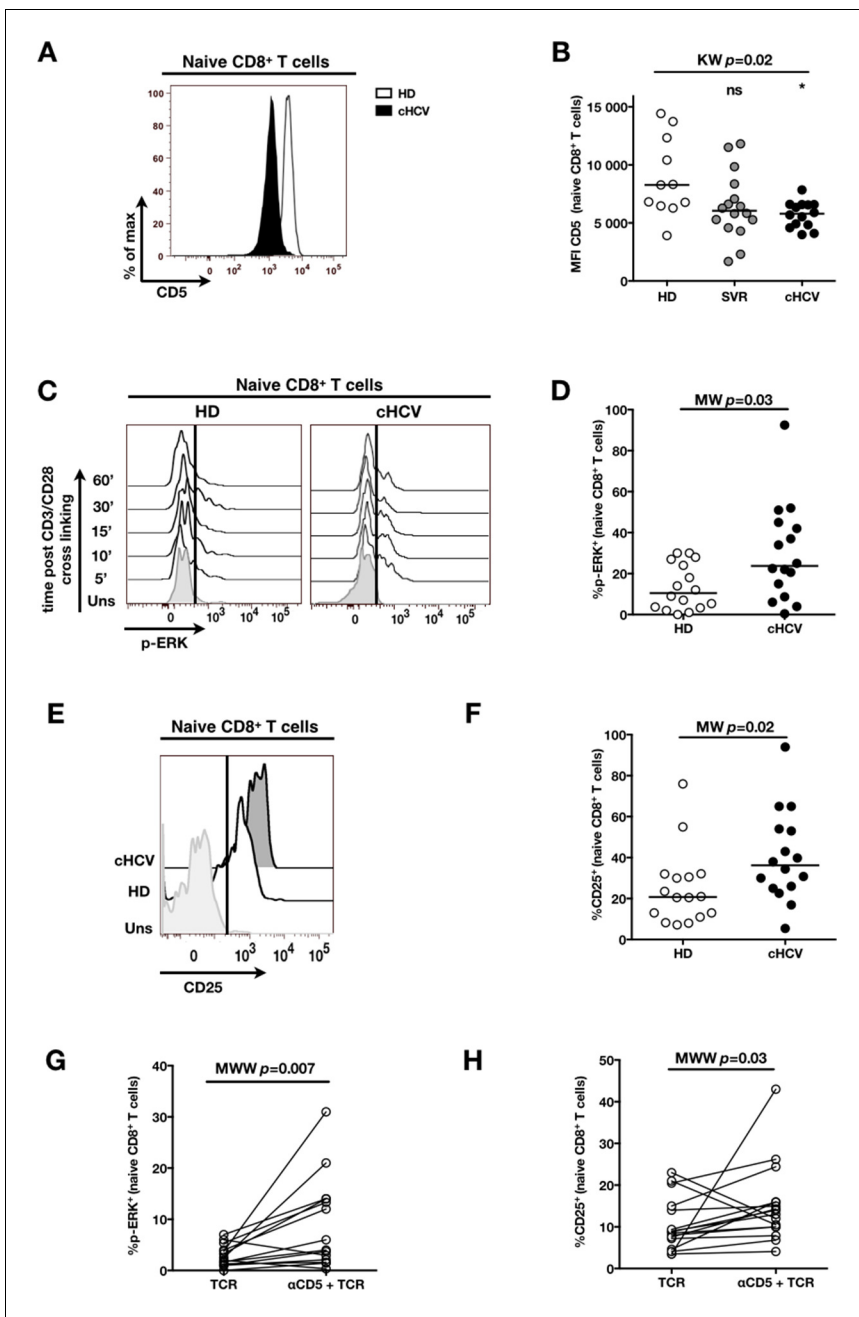 A
Naive CD8+ T cells
HD
cHCV
100
80
60
40
20
0
0 10² 10³ 10⁴ 10⁵
% of max
CD5
B
KW p=0.02
ns
*
15 000
10 000
5 000
0
MFI CD5 (naive CD8+ T cells)
HD SVR cHCV
C
Naive CD8+ T cells
HD cHCV
time post CD3/CD28
cross linking
60'
30'
15'
10'
5'
Uns
0 10³ 10⁴ 10⁵
0 10³ 10⁴ 10⁵
p-ERK
D
MW p=0.03
100
80
60
40
20
0
%p-ERK+ (naive CD8+ T cells)
HD cHCV
E
Naive CD8+ T cells
cHCV
HD
Uns
0 10³ 10⁴ 10⁵
CD25
F
MW p=0.02
100
80
60
40
20
0
%CD25+ (naive CD8+ T cells)
HD cHCV
G
MWW p=0.007
40
30
20
10
0
%p-ERK+ (naive CD8+ T cells)
TCR αCD5 + TCR
H
MWW p=0.03
50
40
30
20
10
0
%CD25+ (naive CD8+ T cells)
TCR αCD5 + TCR